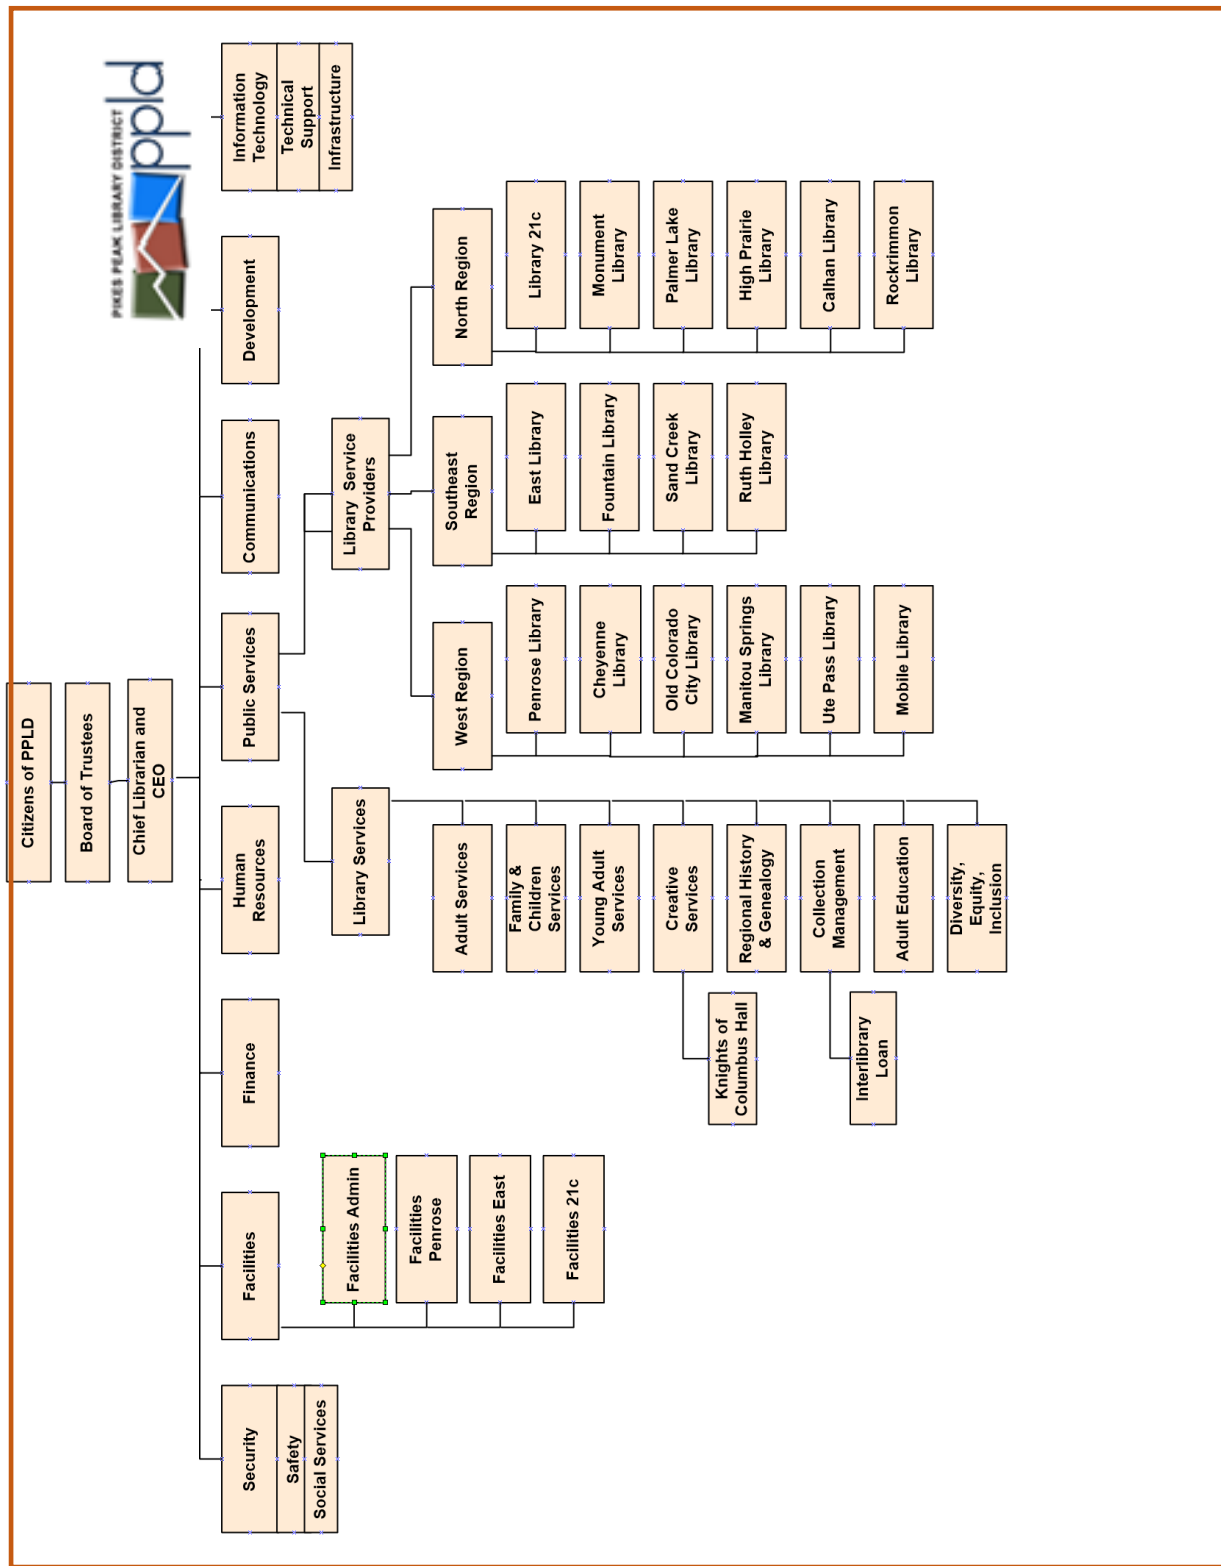 Citizens of PPLD
Board of Trustees
Chief Librarian and
CEO
PIKES PEAK LIBRARY DISTRICT
ppld
Security
Safety
Social Services
Facilities
Facilities Admin
Facilities
Penrose
Facilities East
Facilities 21c
Finance
Human
Resources
Public Services
Communications
Development
Information
Technology
Technical
Support
Infrastructure
Library Services
Adult Services
Family &
Children
Services
Young Adult
Services
Creative
Services
Knights of
Columbus Hall
Regional History
& Genealogy
Collection
Management
Interlibrary
Loan
Adult Education
Diversity,
Equity,
Inclusion
Library Service
Providers
West Region
Penrose Library
Cheyenne
Library
Old Colorado
City Library
Manitou Springs
Library
Ute Pass Library
Mobile Library
Southeast
Region
East Library
Fountain Library
Sand Creek
Library
Ruth Holley
Library
North Region
Library 21c
Monument
Library
Palmer Lake
Library
High Prairie
Library
Calhan Library
Rockrimmon
Library